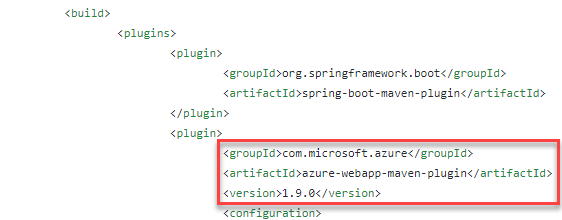 <build>
<plugins>
<plugin>
<groupId>org.springframework.boot</groupId>
<artifactId>spring-boot-maven-plugin</artifactId>
</plugin>
<plugin>
<groupId>com.microsoft.azure</groupId>
<artifactId>azure-webapp-maven-plugin</artifactId>
<version>1.9.0</version>
<configuration>